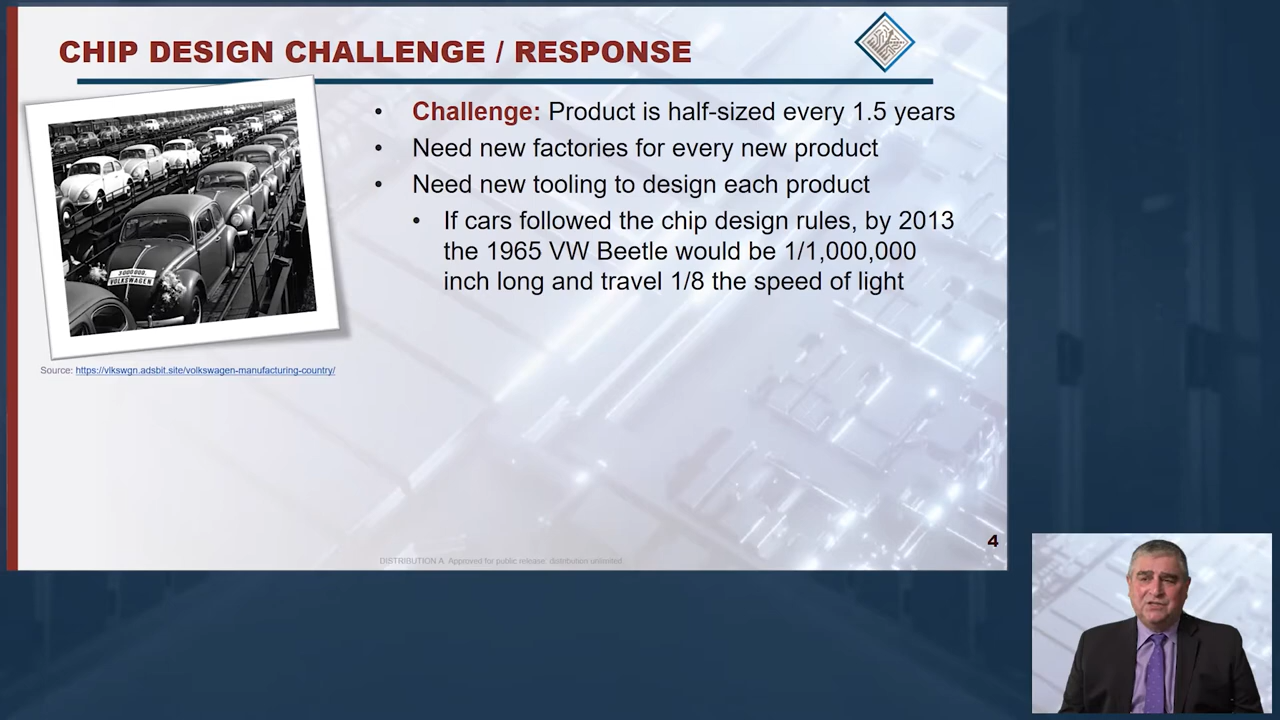 CHIP DESIGN CHALLENGE / RESPONSE
• Challenge: Product is half-sized every 1.5 years
• Need new factories for every new product
• Need new tooling to design each product
• If cars followed the chip design rules, by 2013
the 1965 VW Beetle would be 1/1,000,000
inch long and travel 1/8 the speed of light
3000000.
VOLKSWAGEN
Source: https://vlkswgn.adsbit.site/volkswagen-manufacturing-country/
4
DISTRIBUTION A. Approved for public release: distribution unlimited.